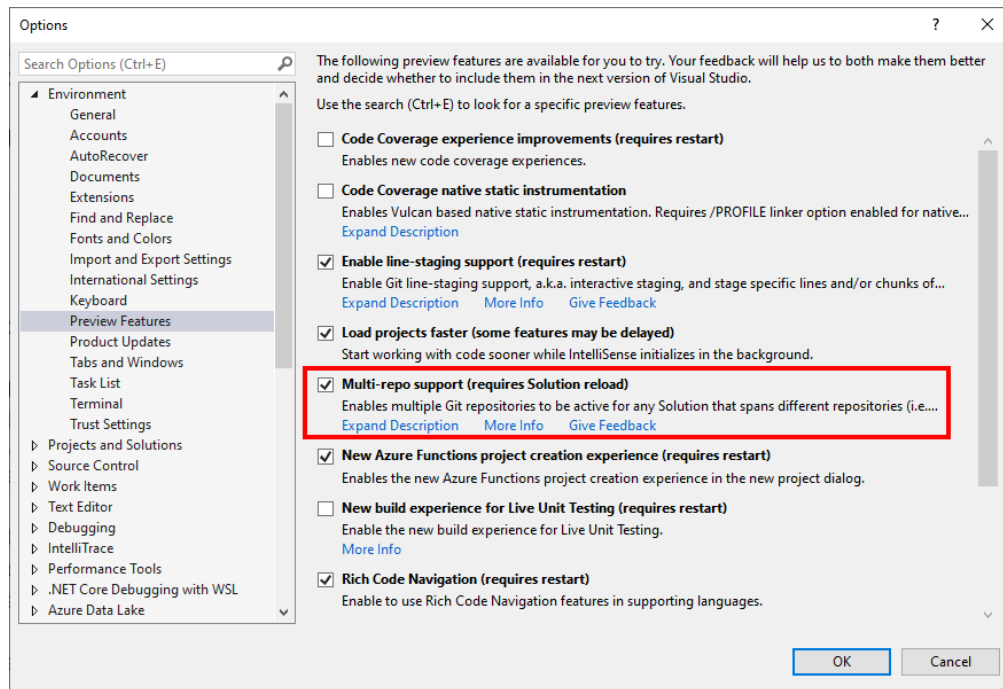 Options
?
Search Options (Ctrl+E)
Environment
General
Accounts
AutoRecover
Documents
Extensions
Find and Replace
Fonts and Colors
Import and Export Settings
International Settings
Keyboard
Preview Features
Product Updates
Tabs and Windows
Task List
Terminal
Trust Settings
Projects and Solutions
Source Control
Work Items
Text Editor
Debugging
IntelliTrace
Performance Tools
.NET Core Debugging with WSL
Azure Data Lake
The following preview features are available for you to try. Your feedback will help us to both make them better
and decide whether to include them in the next version of Visual Studio.
Use the search (Ctrl+E) to look for a specific preview features.
Code Coverage experience improvements (requires restart)
Enables new code coverage experiences.
Code Coverage native static instrumentation
Enables Vulcan based native static instrumentation. Requires /PROFILE linker option enabled for native...
Expand Description
Enable line-staging support (requires restart)
Enable Git line-staging support, a.k.a. interactive staging, and stage specific lines and/or chunks of...
Expand Description More Info Give Feedback
Load projects faster (some features may be delayed)
Start working with code sooner while IntelliSense initializes in the background.
Multi-repo support (requires Solution reload)
Enables multiple Git repositories to be active for any Solution that spans different repositories (i.e....
Expand Description More Info Give Feedback
New Azure Functions project creation experience (requires restart)
Enables the new Azure Functions project creation experience in the new project dialog.
New build experience for Live Unit Testing (requires restart)
Enable the new build experience for Live Unit Testing.
More Info
Rich Code Navigation (requires restart)
Enable to use Rich Code Navigation features in supporting languages.
OK Cancel